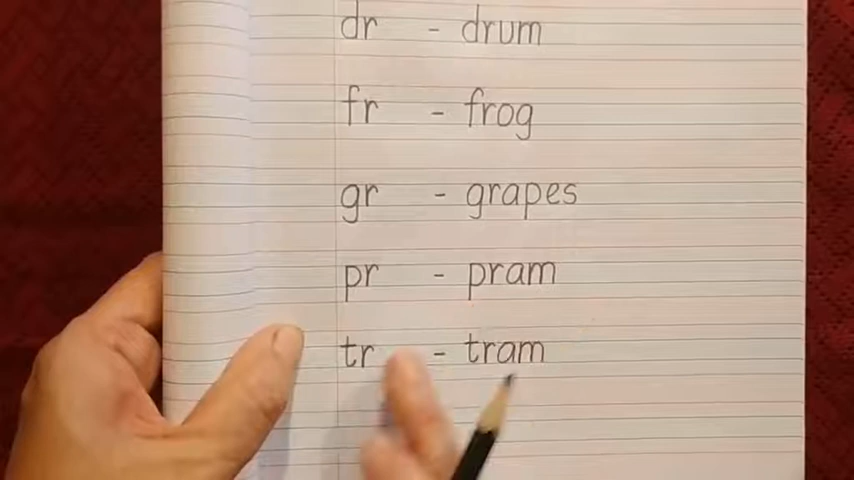 dr - drum
fr - frog
gr - grapes
pr - pram
tr - tram